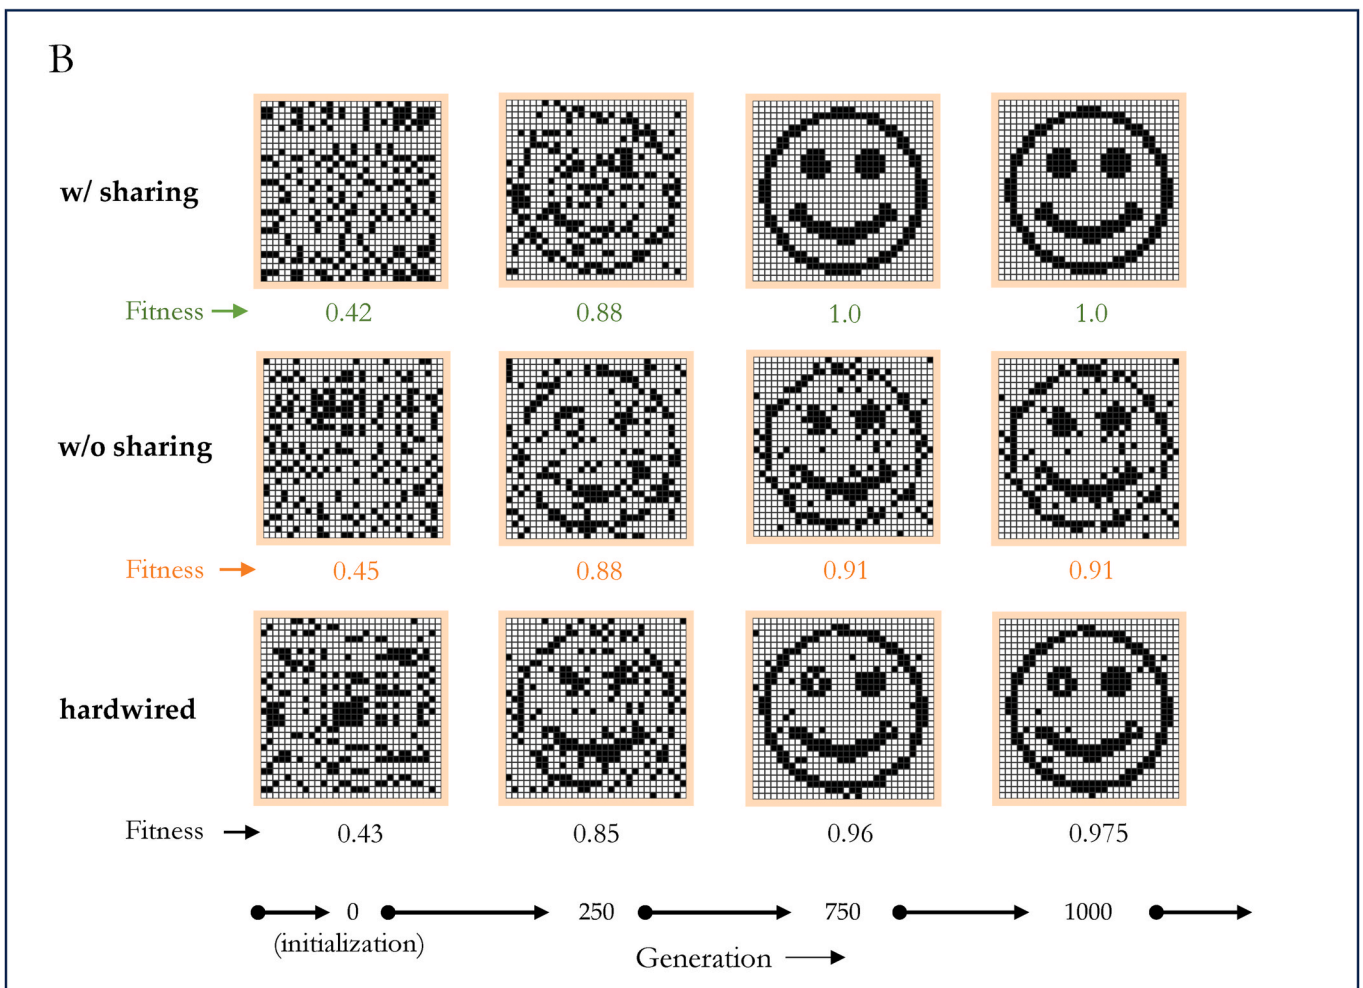 B
w/ sharing
Fitness
0.42
0.88
1.0
1.0
w/o sharing
Fitness
0.45
0.88
0.91
0.91
hardwired
Fitness
0.43
0.85
0.96
0.975
0
250
750
1000
(initialization)
Generation